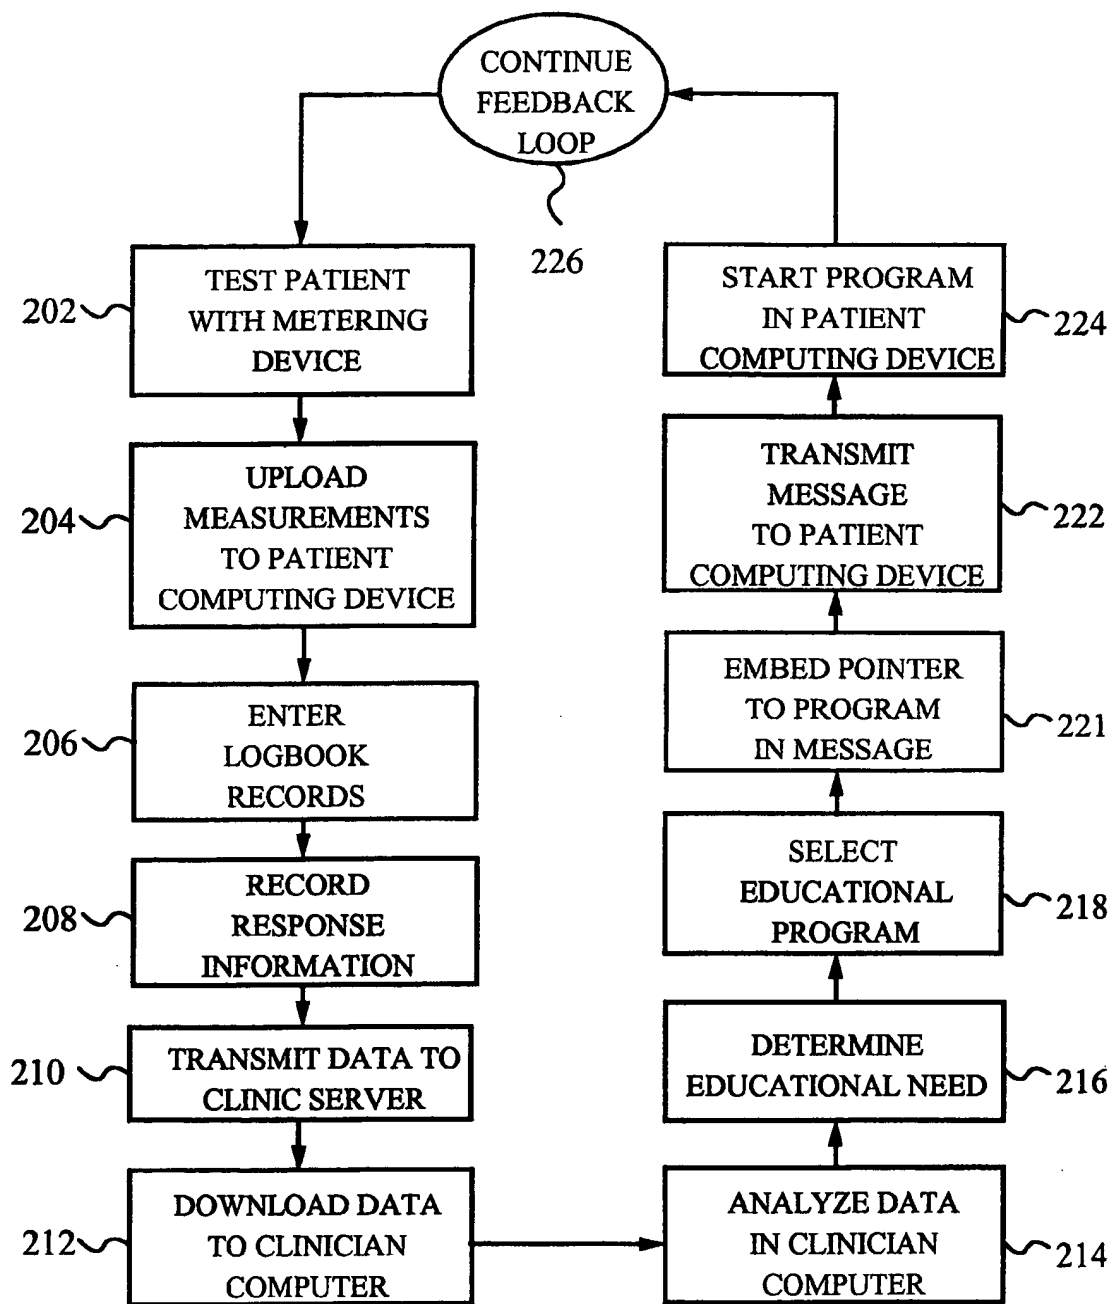 CONTINUE
FEEDBACK
LOOP
226
202
TEST PATIENT
WITH METERING
DEVICE
204
UPLOAD
MEASUREMENTS
TO PATIENT
COMPUTING DEVICE
206
ENTER
LOGBOOK
RECORDS
208
RECORD
RESPONSE
INFORMATION
210
TRANSMIT DATA TO
CLINIC SERVER
212
DOWNLOAD DATA
TO CLINICIAN
COMPUTER
START PROGRAM
IN PATIENT
COMPUTING DEVICE
224
TRANSMIT
MESSAGE
TO PATIENT
COMPUTING DEVICE
222
EMBED POINTER
TO PROGRAM
IN MESSAGE
221
SELECT
EDUCATIONAL
PROGRAM
218
DETERMINE
EDUCATIONAL NEED
216
ANALYZE DATA
IN CLINICIAN
COMPUTER
214